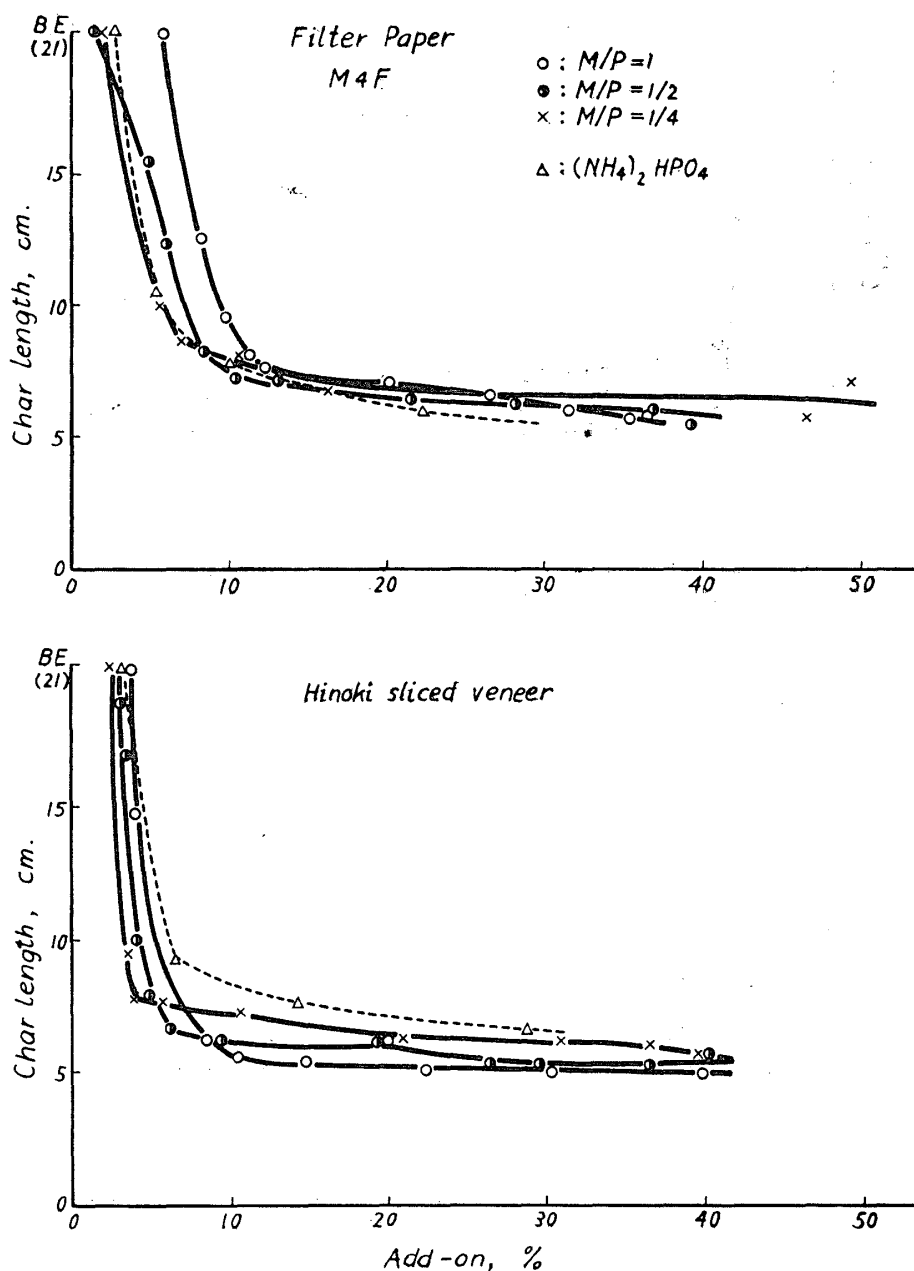 BE
(21)
Filter Paper
M4F
○ : M/P=1
◑ : M/P=1/2
× : M/P=1/4
△ : (NH4)2 HPO4
15
10
5
0
Char length, cm.
0 10 20 30 40 50
BE
(21)
Hinoki sliced veneer
15
10
5
0
Char length, cm.
0 10 20 30 40 50
Add-on, %